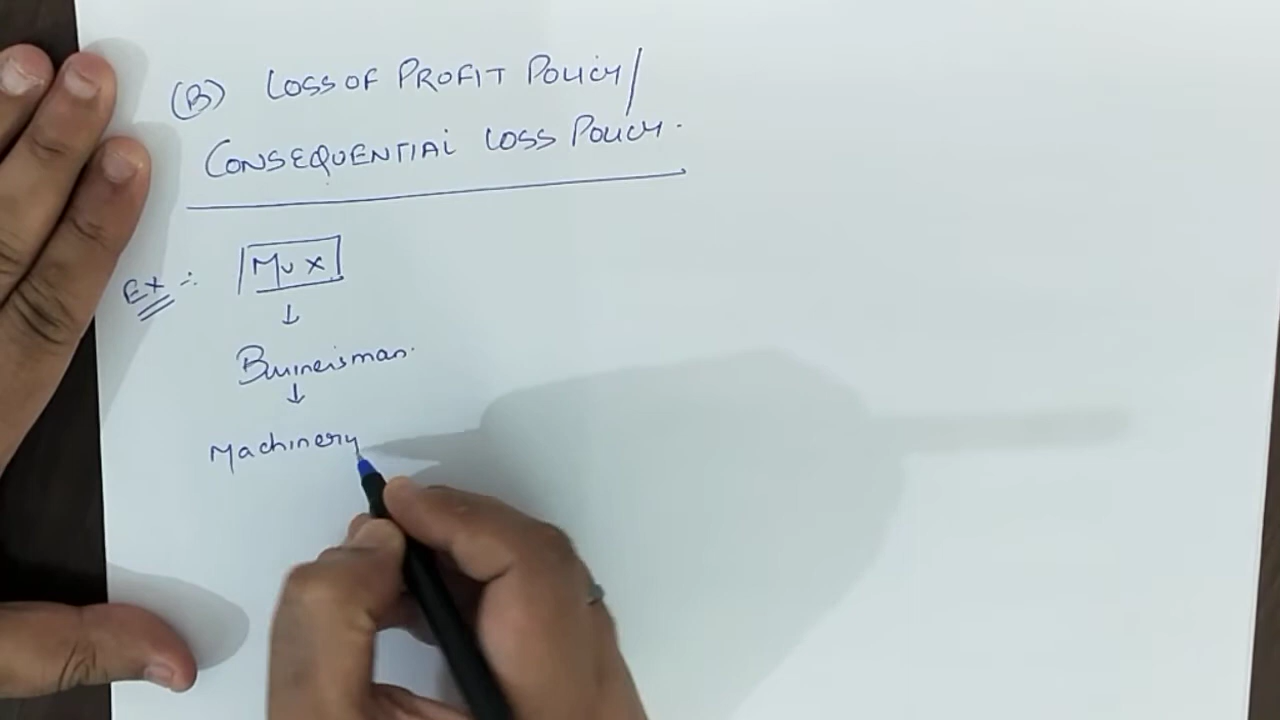 (B) LOSS OF PROFIT POLICY/
CONSEQUENTIAL LOSS POLICY.
Ex :- Mr X
Businessman.
Machinery